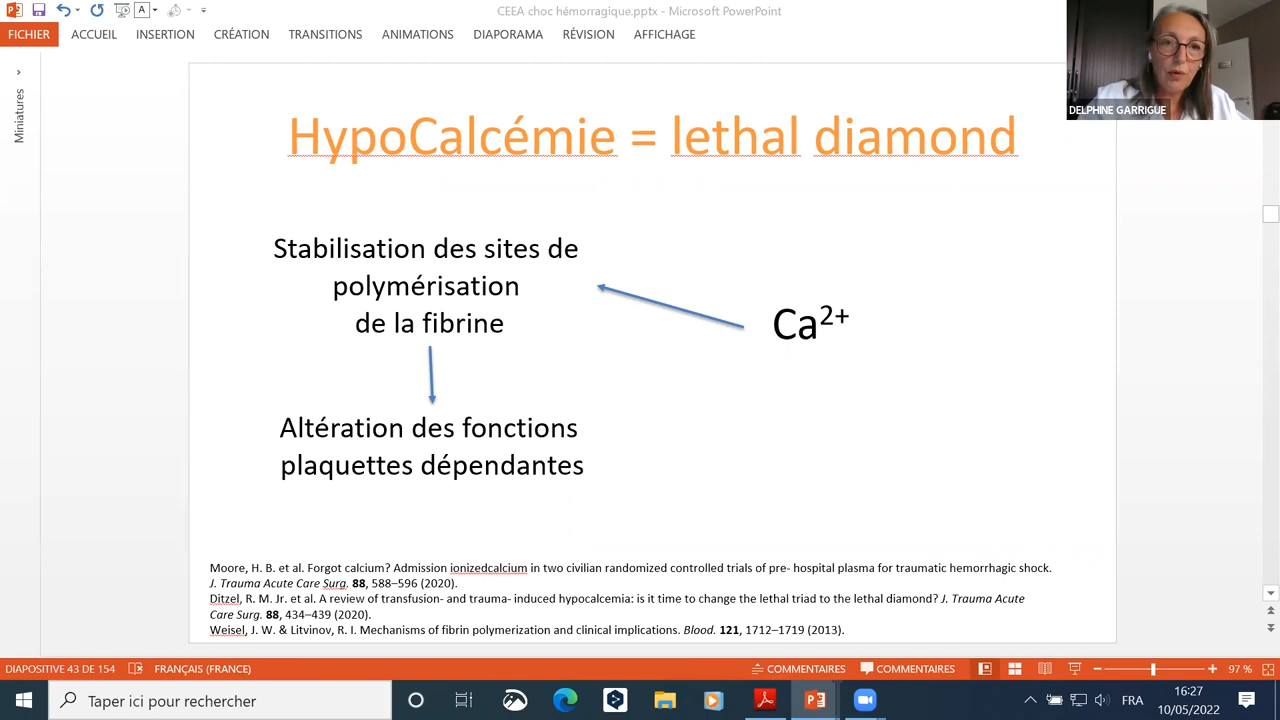 CEEA choc hémorragique.pptx - Microsoft PowerPoint
FICHIER ACCUEIL INSERTION CRÉATION TRANSITIONS ANIMATIONS DIAPORAMA RÉVISION AFFICHAGE
DELPHINE GARRIGUE
Miniatures
HypoCalcémie = lethal diamond
Stabilisation des sites de
polymérisation
de la fibrine
Ca2+
Altération des fonctions
plaquettes dépendantes
Moore, H. B. et al. Forgot calcium? Admission ionizedcalcium in two civilian randomized controlled trials of pre- hospital plasma for traumatic hemorrhagic shock.
J. Trauma Acute Care Surg. 88, 588–596 (2020).
Ditzel, R. M. Jr. et al. A review of transfusion- and trauma- induced hypocalcemia: is it time to change the lethal triad to the lethal diamond? J. Trauma Acute
Care Surg. 88, 434–439 (2020).
Weisel, J. W. & Litvinov, R. I. Mechanisms of fibrin polymerization and clinical implications. Blood. 121, 1712–1719 (2013).
DIAPOSITIVE 43 DE 154 FRANÇAIS (FRANCE) COMMENTAIRES COMMENTAIRES 97 %
Taper ici pour rechercher
FRA
16:27
10/05/2022